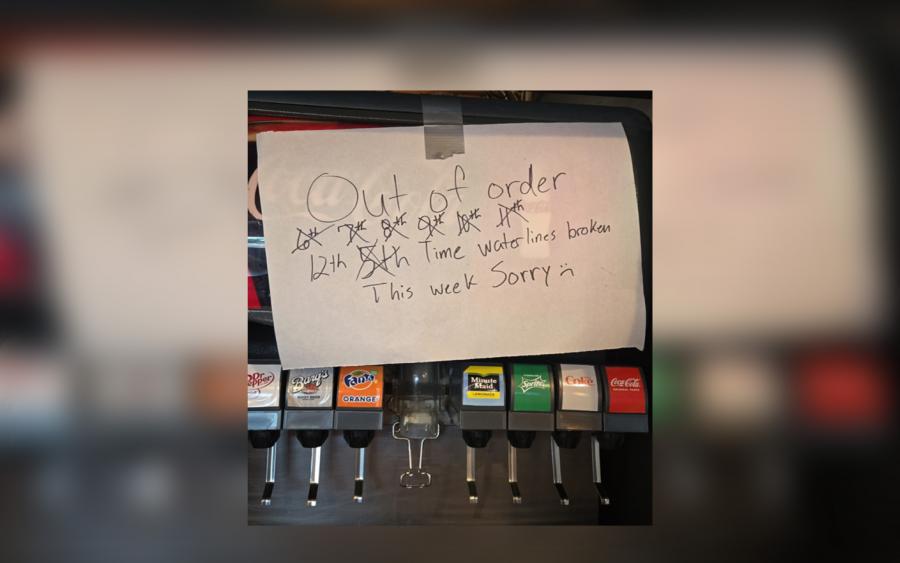 Out of order
6th 7th 8th 9th 10th 11th
12th 5th Time waterlines broken
This week Sorry :(
Dr Pepper
Barq's
Fanta
ORANGE
Minute
Maid
LEMONADE
Sprite
Coke
Coca-Cola